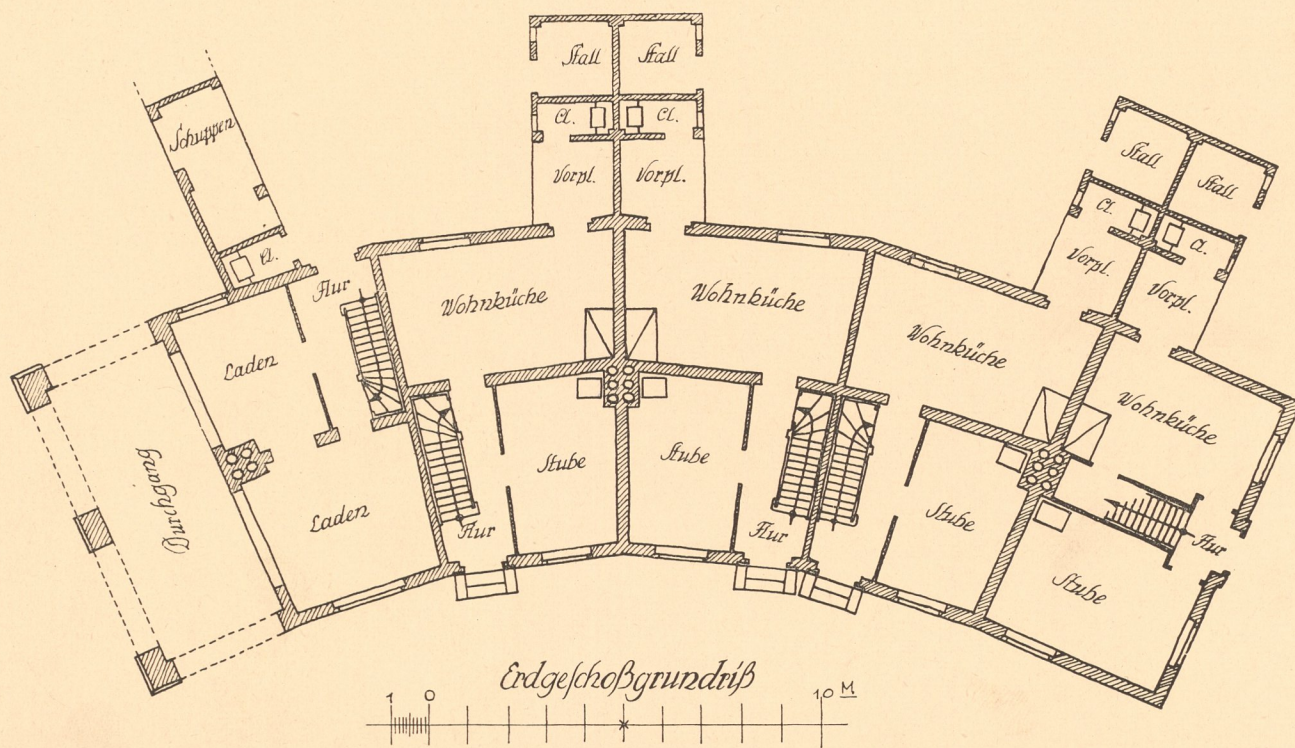 Stall
Stall
Schuppen
Cl.
Cl.
Vorpl.
Vorpl.
Stall
Stall
Cl.
Cl.
Vorpl.
Vorpl.
Cl.
Flur
Wohnküche
Wohnküche
Wohnküche
Wohnküche
Laden
Durchgang
Laden
Flur
Stube
Stube
Flur
Stube
Stube
Flur
Erdgeschoßgrundriß
1 0 10 M